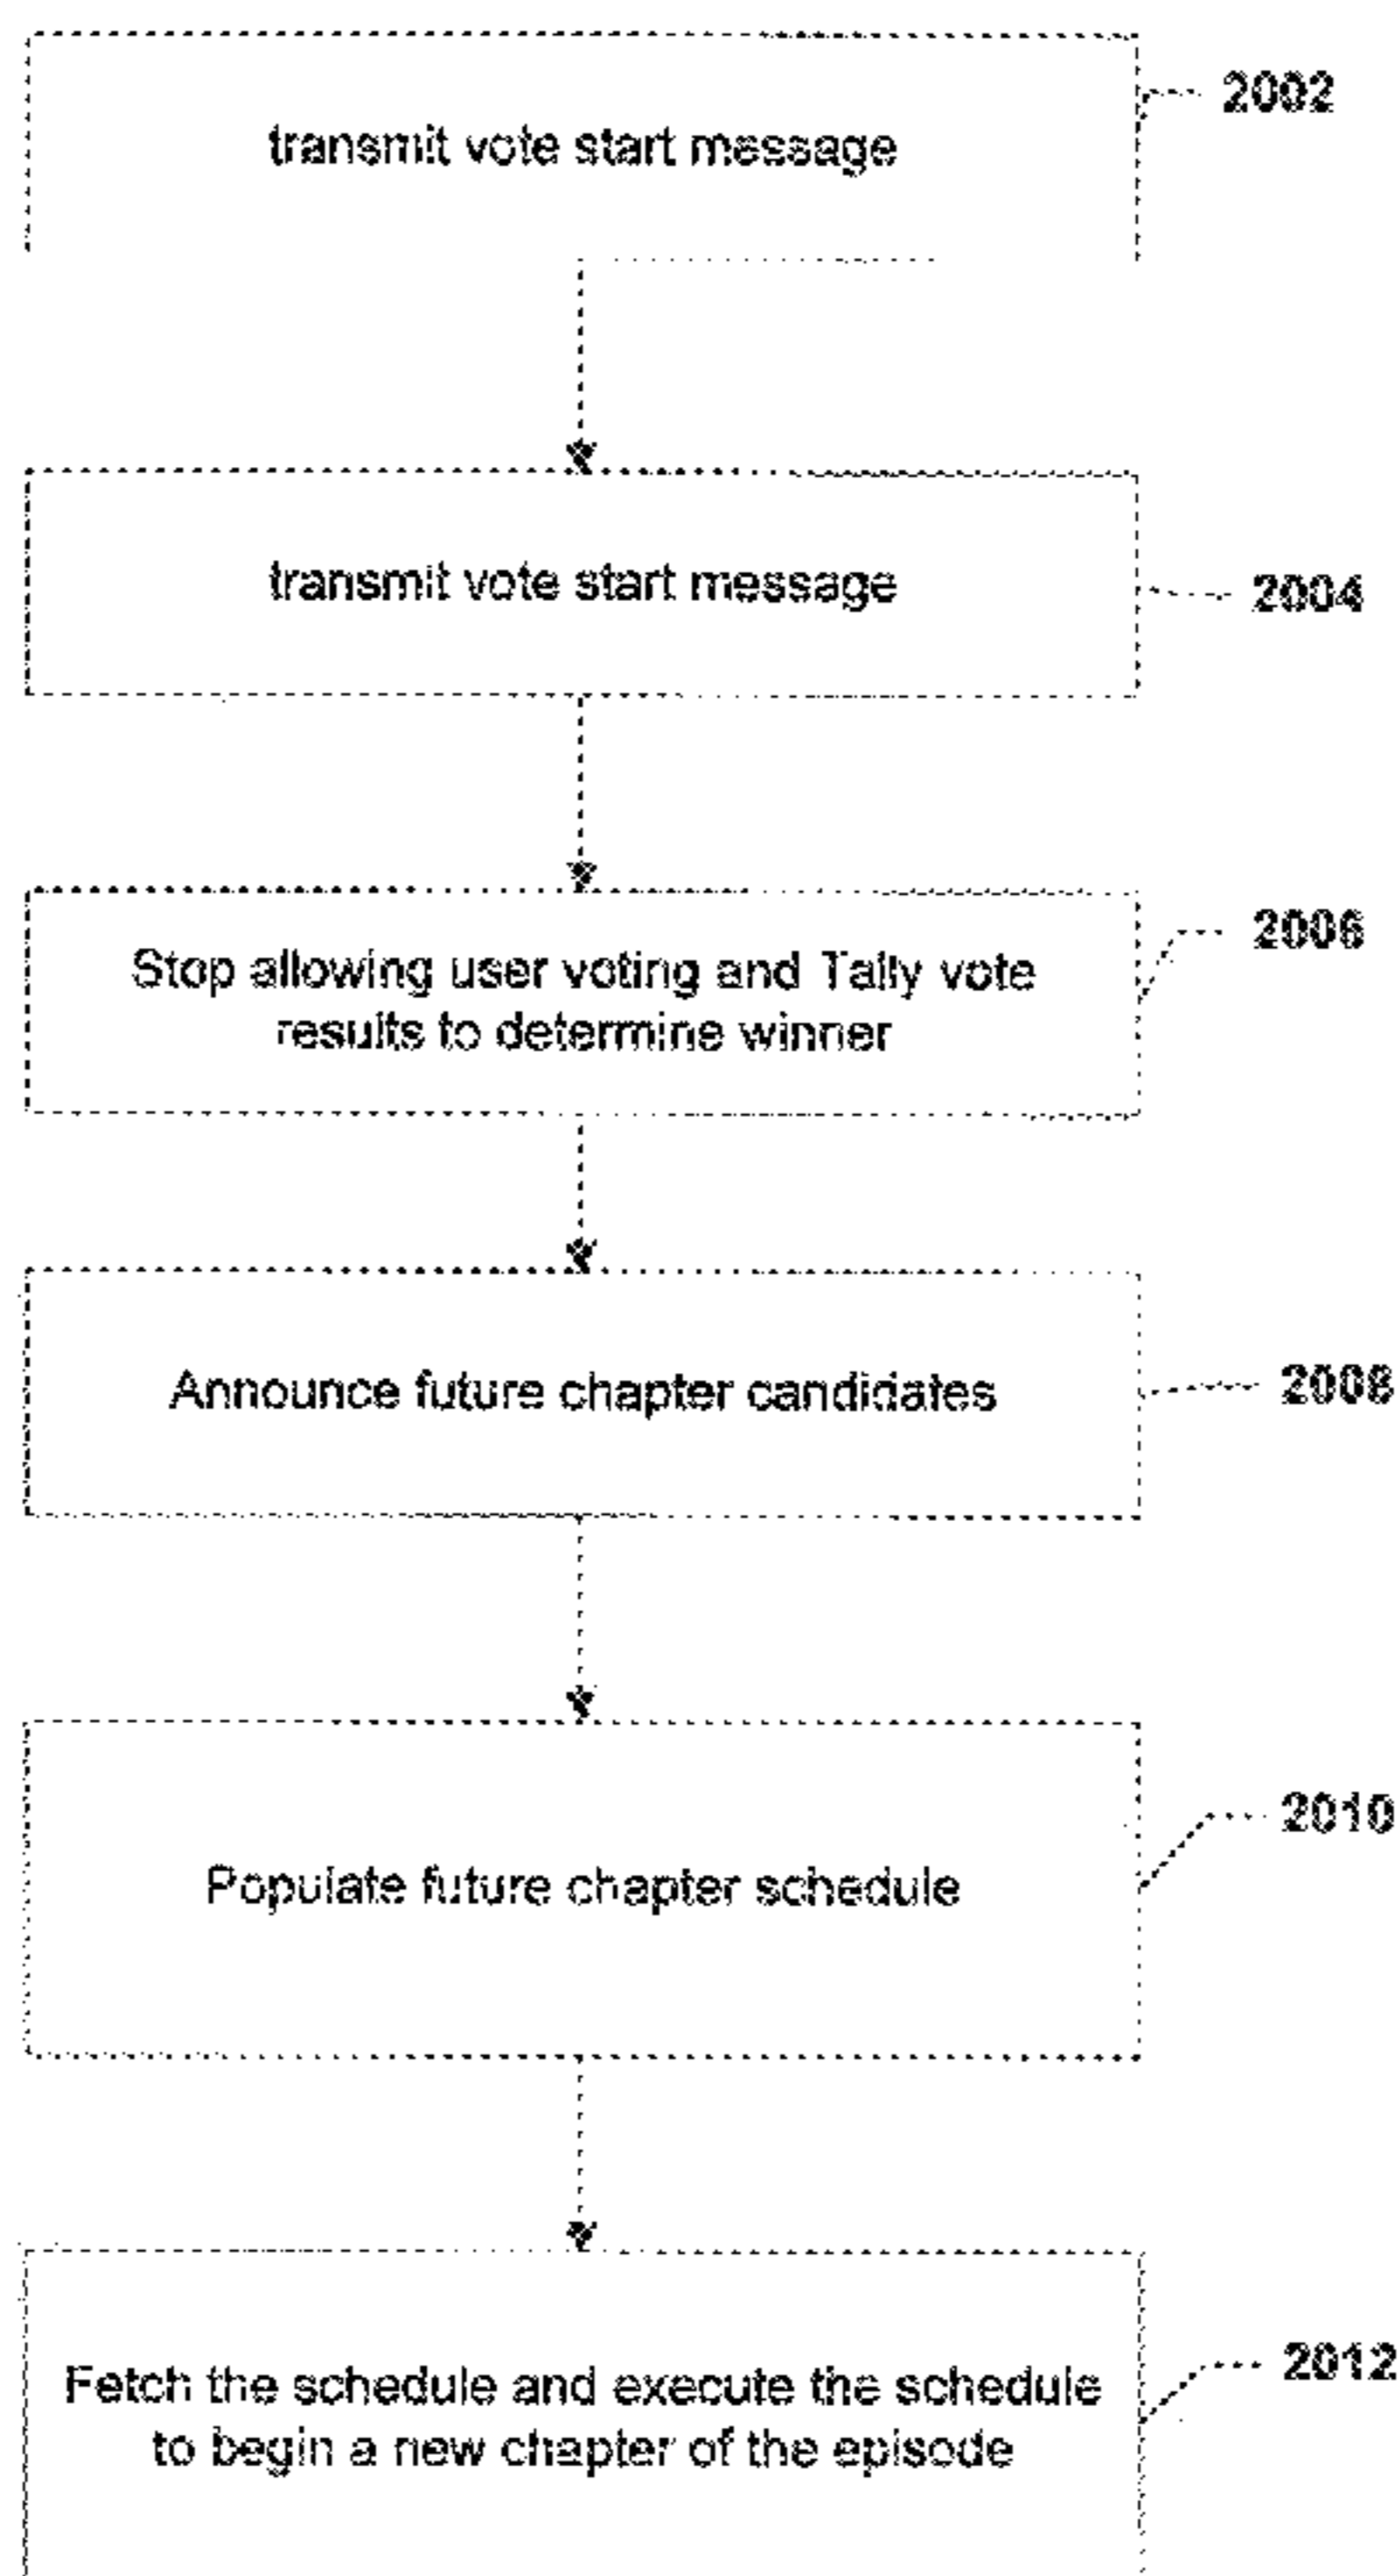 transmit vote start message
2002
transmit vote start message
2004
Stop allowing user voting and Tally vote
results to determine winner
2006
Announce future chapter candidates
2008
Populate future chapter schedule
2010
Fetch the schedule and execute the schedule
to begin a new chapter of the episode
2012